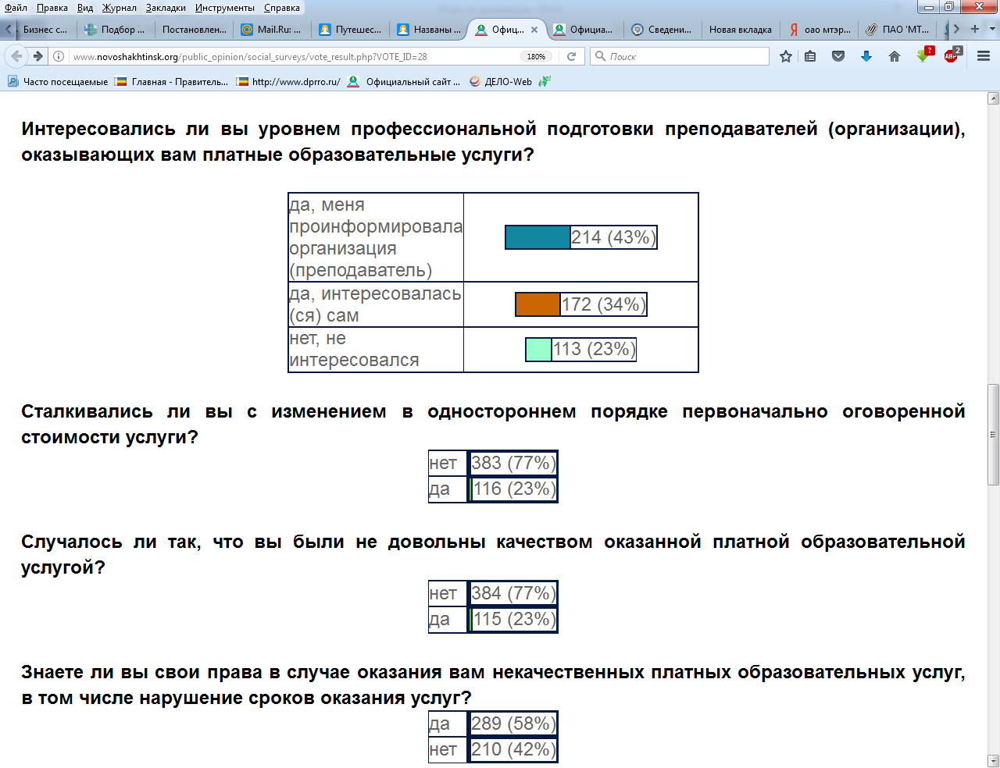 Файл Правка Вид Журнал Закладки Инструменты Справка
Бизнес с... Подбор ... Постановлен... Mail.Ru: ... Путешес... Названы ... Офиц... Официа... Сведени... Новая вкладка оао мтэр... ПАО 'МТ...
www.novoshakhtinsk.org/public_opinion/social_surveys/vote_result.php?VOTE_ID=28 180% Поиск ? ABP 2
Часто посещаемые Главная - Правитель... http://www.dprro.ru/ Официальный сайт ... ДЕЛО-Web
Интересовались ли вы уровнем профессиональной подготовки преподавателей (организации),
оказывающих вам платные образовательные услуги?
да, меня
проинформировала
организация
(преподаватель)
214 (43%)
да, интересовалась
(ся) сам
172 (34%)
нет, не
интересовался
113 (23%)
Сталкивались ли вы с изменением в одностороннем порядке первоначально оговоренной
стоимости услуги?
нет 383 (77%)
да 116 (23%)
Случалось ли так, что вы были не довольны качеством оказанной платной образовательной
услугой?
нет 384 (77%)
да 115 (23%)
Знаете ли вы свои права в случае оказания вам некачественных платных образовательных услуг,
в том числе нарушение сроков оказания услуг?
да 289 (58%)
нет 210 (42%)